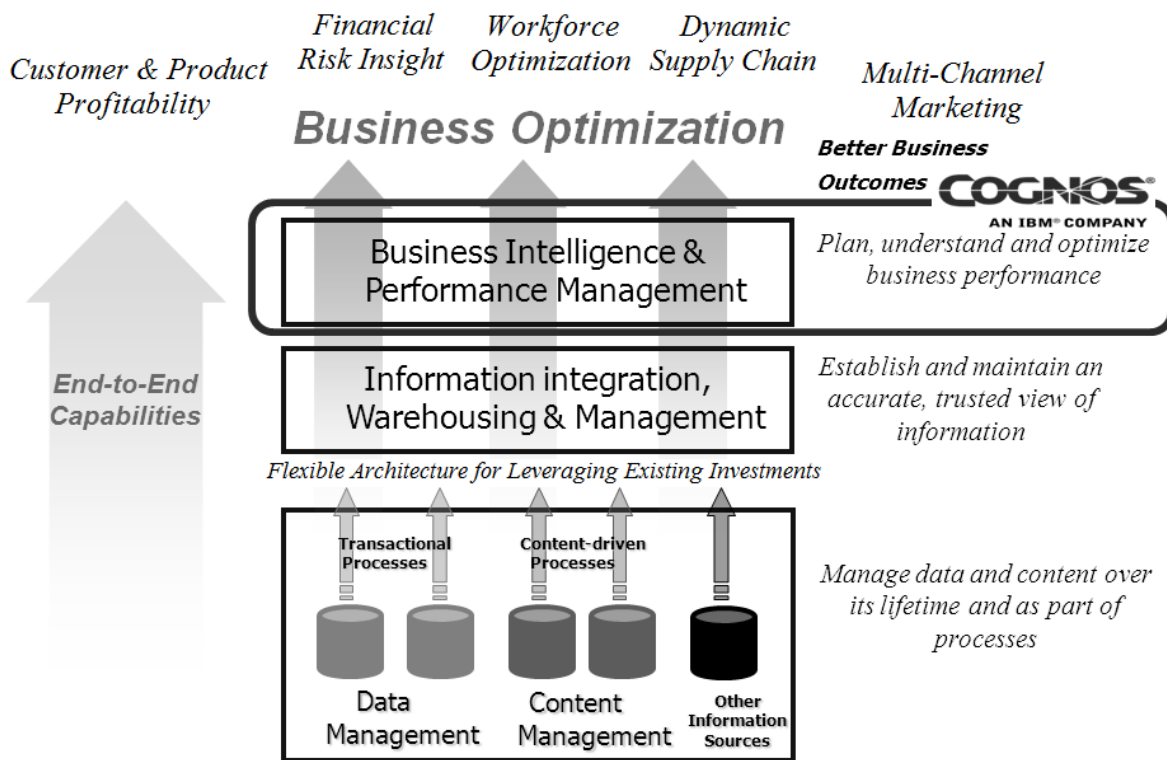 Customer & Product
Profitability
Financial
Risk Insight
Workforce
Optimization
Dynamic
Supply Chain
Multi-Channel
Marketing
Business Optimization
Better Business
Outcomes
COGNOS®
AN IBM® COMPANY
Business Intelligence &
Performance Management
Plan, understand and optimize
business performance
End-to-End
Capabilities
Information integration,
Warehousing & Management
Establish and maintain an
accurate, trusted view of
information
Flexible Architecture for Leveraging Existing Investments
Transactional
Processes
Content-driven
Processes
Manage data and content over
its lifetime and as part of
processes
Data
Management
Content
Management
Other
Information
Sources